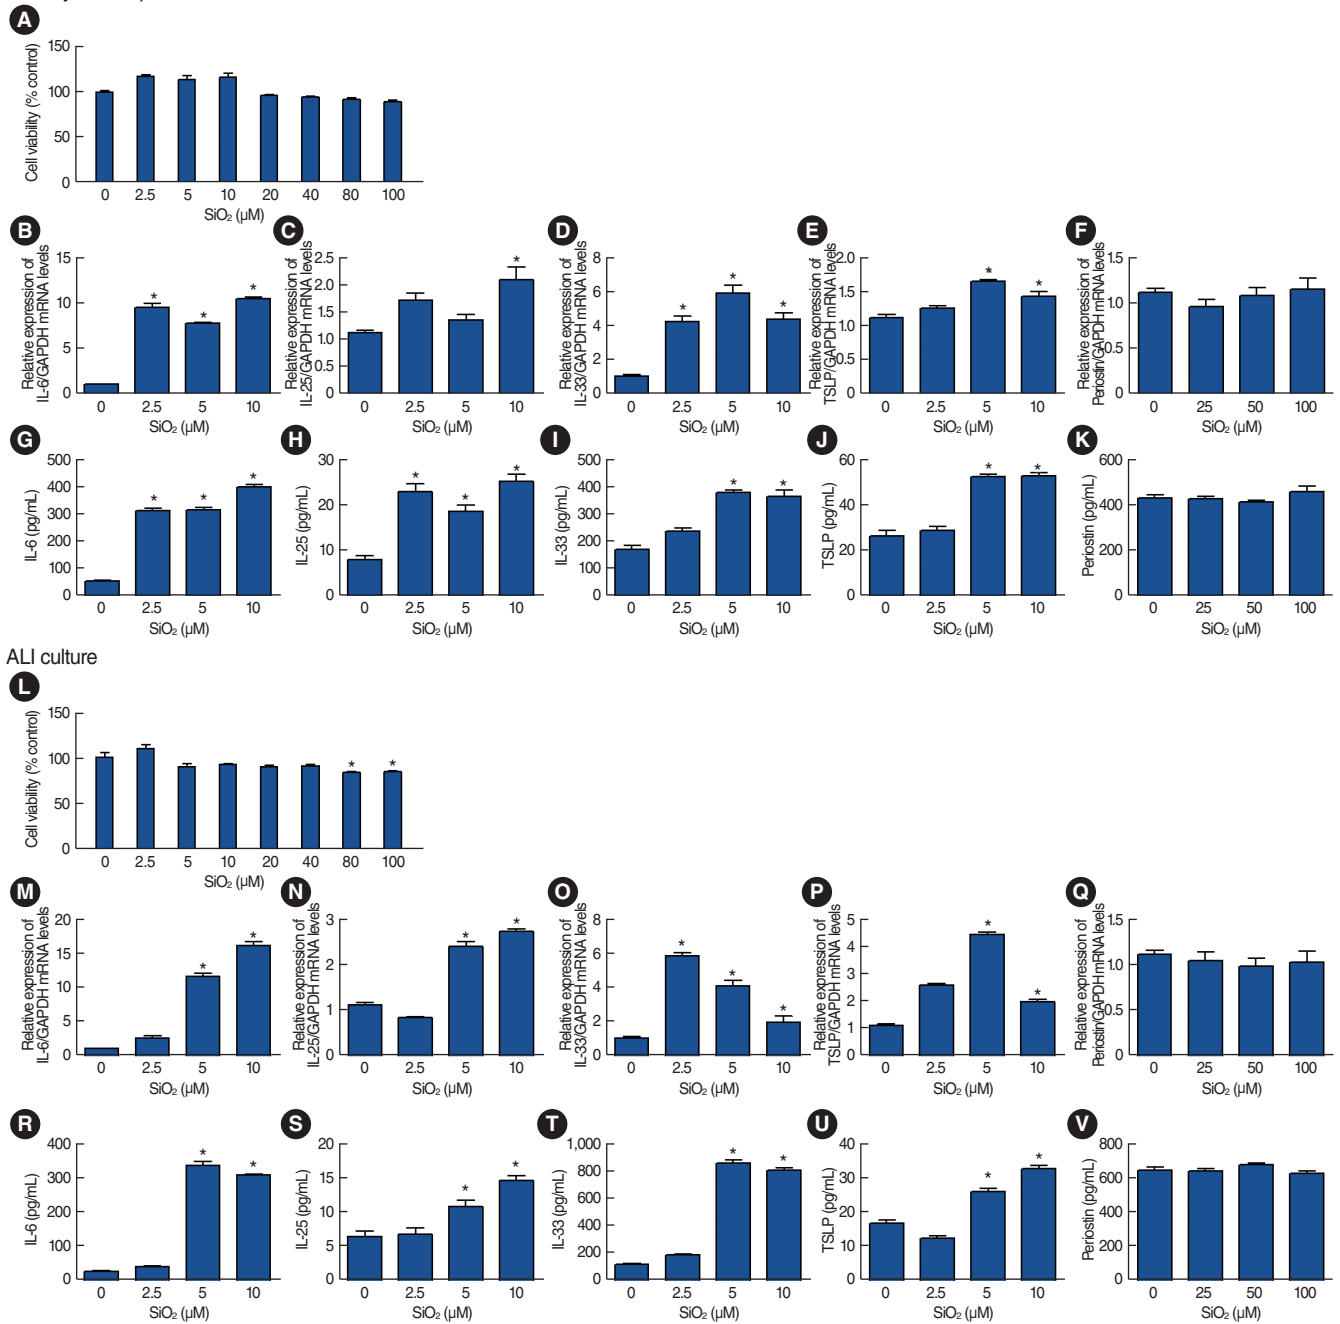 A
Cell viability (% control)
150
100
50
0
0 2.5 5 10 20 40 80 100
SiO₂ (µM)
B
Relative expression of
IL-6/GAPDH mRNA levels
15
10
5
0
* * *
0 2.5 5 10
SiO₂ (µM)
C
Relative expression of
IL-25/GAPDH mRNA levels
2.5
2.0
1.5
1.0
0.5
0
*
0 2.5 5 10
SiO₂ (µM)
D
Relative expression of
IL-33/GAPDH mRNA levels
8
6
4
2
0
* * *
0 2.5 5 10
SiO₂ (µM)
E
Relative expression of
TSLP/GAPDH mRNA levels
2.0
1.5
1.0
0.5
0
* *
0 2.5 5 10
SiO₂ (µM)
F
Relative expression of
Periostin/GAPDH mRNA levels
1.5
1.0
0.5
0
0 25 50 100
SiO₂ (µM)
G
IL-6 (pg/mL)
500
400
300
200
100
0
* * *
0 2.5 5 10
SiO₂ (µM)
H
IL-25 (pg/mL)
30
20
10
0
* * *
0 2.5 5 10
SiO₂ (µM)
I
IL-33 (pg/mL)
500
400
300
200
100
0
* *
0 2.5 5 10
SiO₂ (µM)
J
TSLP (pg/mL)
60
40
20
0
* *
0 2.5 5 10
SiO₂ (µM)
K
Periostin (pg/mL)
600
400
200
0
0 25 50 100
SiO₂ (µM)
ALI culture
L
Cell viability (% control)
150
100
50
0
* *
0 2.5 5 10 20 40 80 100
SiO₂ (µM)
M
Relative expression of
IL-6/GAPDH mRNA levels
20
15
10
5
0
* *
0 2.5 5 10
SiO₂ (µM)
N
Relative expression of
IL-25/GAPDH mRNA levels
3
2
1
0
* *
0 2.5 5 10
SiO₂ (µM)
O
Relative expression of
IL-33/GAPDH mRNA levels
8
6
4
2
0
* * *
0 2.5 5 10
SiO₂ (µM)
P
Relative expression of
TSLP/GAPDH mRNA levels
5
4
3
2
1
0
* *
0 2.5 5 10
SiO₂ (µM)
Q
Relative expression of
Periostin/GAPDH mRNA levels
1.5
1.0
0.5
0
0 25 50 100
SiO₂ (µM)
R
IL-6 (pg/mL)
400
300
200
100
0
* *
0 2.5 5 10
SiO₂ (µM)
S
IL-25 (pg/mL)
20
15
10
5
0
* *
0 2.5 5 10
SiO₂ (µM)
T
IL-33 (pg/mL)
1,000
800
600
400
200
0
* *
0 2.5 5 10
SiO₂ (µM)
U
TSLP (pg/mL)
40
30
20
10
0
* *
0 2.5 5 10
SiO₂ (µM)
V
Periostin (pg/mL)
800
600
400
200
0
0 25 50 100
SiO₂ (µM)